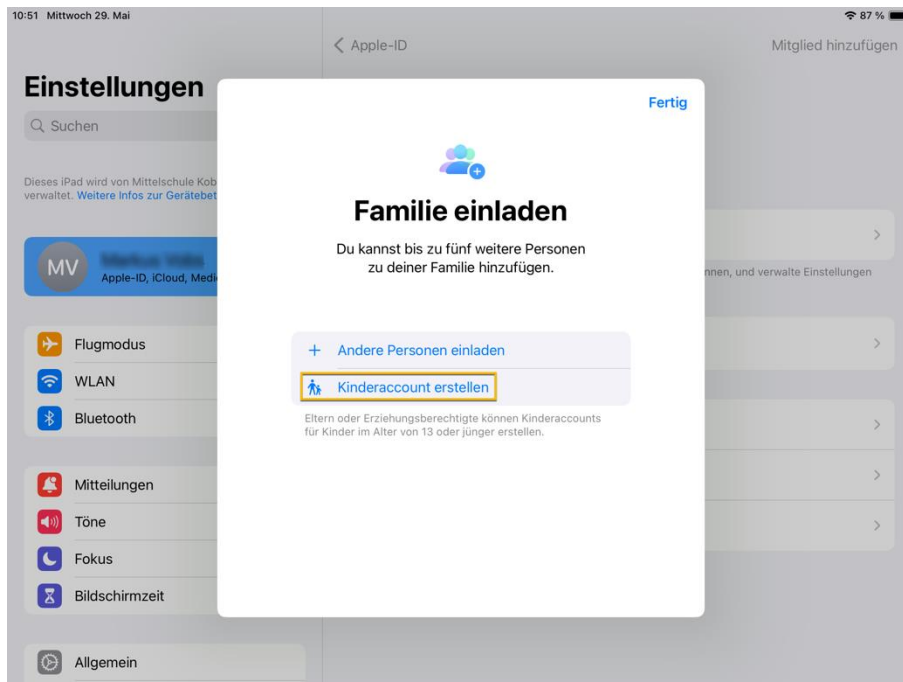 10:51 Mittwoch 29. Mai
87 %
Apple-ID
Mitglied hinzufügen
Einstellungen
Suchen
Dieses iPad wird von Mittelschule Kob
verwaltet. Weitere Infos zur Gerätebet
MV
Apple-ID, iCloud, Medi
Flugmodus
WLAN
Bluetooth
Mitteilungen
Töne
Fokus
Bildschirmzeit
Allgemein
Fertig
Familie einladen
Du kannst bis zu fünf weitere Personen
zu deiner Familie hinzufügen.
+ Andere Personen einladen
Kinderaccount erstellen
Eltern oder Erziehungsberechtigte können Kinderaccounts
für Kinder im Alter von 13 oder jünger erstellen.
nnen, und verwalte Einstellungen